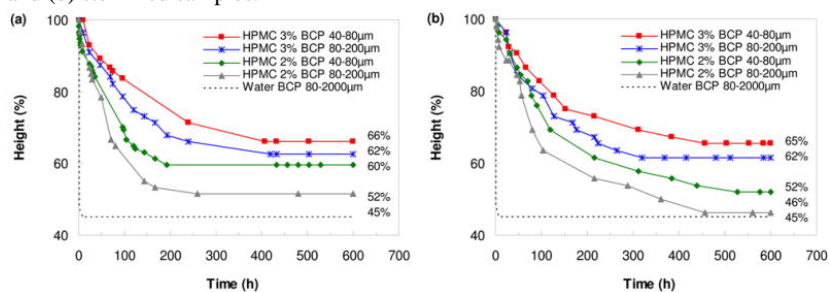 and (b) sterilized samples.
(a)
HPMC 3% BCP 40-80µm
HPMC 3% BCP 80-200µm
HPMC 2% BCP 40-80µm
HPMC 2% BCP 80-200µm
Water BCP 80-2000µm
Height (%)
100
80
60
40
66%
62%
60%
52%
45%
0 100 200 300 400 500 600 700
Time (h)
(b)
HPMC 3% BCP 40-80µm
HPMC 3% BCP 80-200µm
HPMC 2% BCP 40-80µm
HPMC 2% BCP 80-200µm
Water BCP 80-2000µm
Height (%)
100
80
60
40
65%
62%
52%
46%
45%
0 100 200 300 400 500 600 700
Time (h)